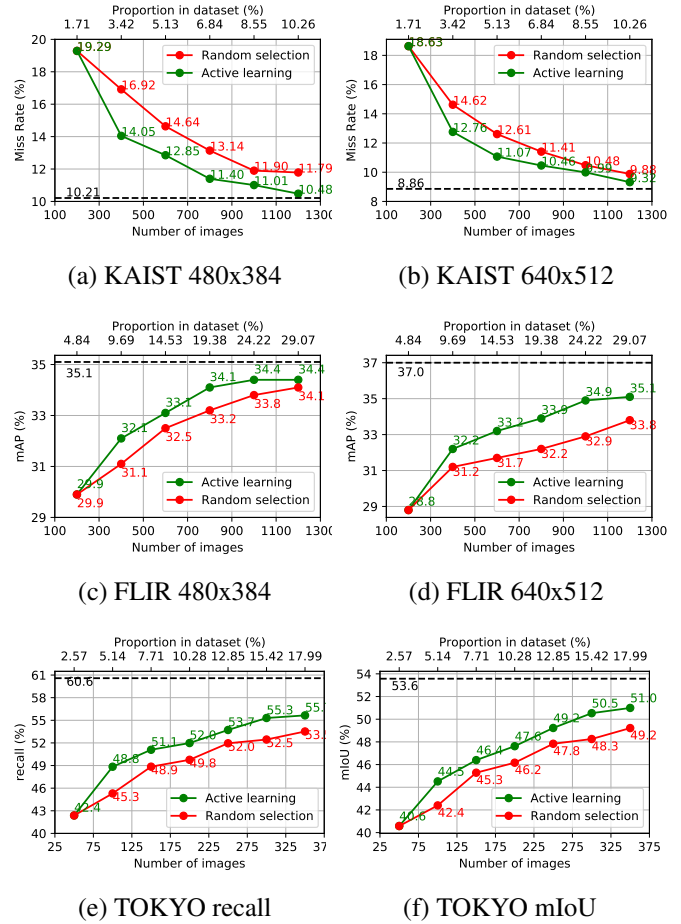 Proportion in dataset (%)
1.71 3.42 5.13 6.84 8.55 10.26
20
18
16
14
12
10
Miss Rate (%)
19.29
16.92
14.64
13.14
11.90
11.79
14.05
12.85
11.40
11.01
10.48
10.21
Random selection
Active learning
100 300 500 700 900 1100 1300
Number of images
(a) KAIST 480x384
Proportion in dataset (%)
1.71 3.42 5.13 6.84 8.55 10.26
20
18
16
14
12
10
8
Miss Rate (%)
18.63
14.62
12.61
11.41
10.48
9.88
12.76
11.07
10.46
9.99
9.32
8.86
Random selection
Active learning
100 300 500 700 900 1100 1300
Number of images
(b) KAIST 640x512
Proportion in dataset (%)
4.84 9.69 14.53 19.38 24.22 29.07
35
33
31
29
mAP (%)
35.1
29.9
32.1
33.1
34.1
34.4
34.4
29.9
31.1
32.5
33.2
33.8
34.1
Active learning
Random selection
100 300 500 700 900 1100 1300
Number of images
(c) FLIR 480x384
Proportion in dataset (%)
4.84 9.69 14.53 19.38 24.22 29.07
37
35
33
31
29
mAP (%)
37.0
28.8
32.2
33.2
33.9
34.9
35.1
31.2
31.7
32.2
32.9
33.8
Active learning
Random selection
100 300 500 700 900 1100 1300
Number of images
(d) FLIR 640x512
Proportion in dataset (%)
2.57 5.14 7.71 10.28 12.85 15.42 17.99
61
58
55
52
49
46
43
40
recall (%)
60.6
42.4
48.8
51.1
52.0
53.7
55.3
45.3
48.9
49.8
52.0
52.5
Active learning
Random selection
25 75 125 175 225 275 325 375
Number of images
(e) TOKYO recall
Proportion in dataset (%)
2.57 5.14 7.71 10.28 12.85 15.42 17.99
54
52
50
48
46
44
42
40
mIoU (%)
53.6
40.6
44.5
46.4
47.6
49.2
50.5
51.0
42.4
45.3
46.2
47.8
48.3
49.2
Active learning
Random selection
25 75 125 175 225 275 325 375
Number of images
(f) TOKYO mIoU